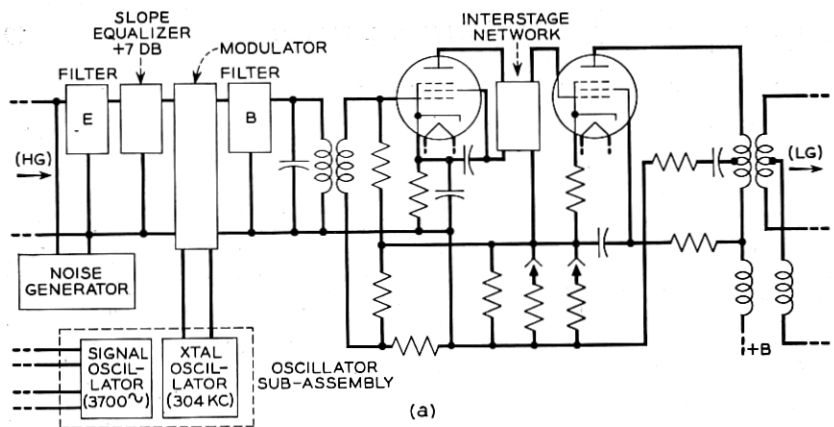 SLOPE
EQUALIZER
+7 DB
MODULATOR
INTERSTAGE
NETWORK
FILTER
FILTER
E
B
(HG)
(LG)
NOISE
GENERATOR
SIGNAL
OSCIL-
LATOR
(3700~)
XTAL
OSCIL-
LATOR
(304 KC)
OSCILLATOR
SUB-ASSEMBLY
+B
(a)